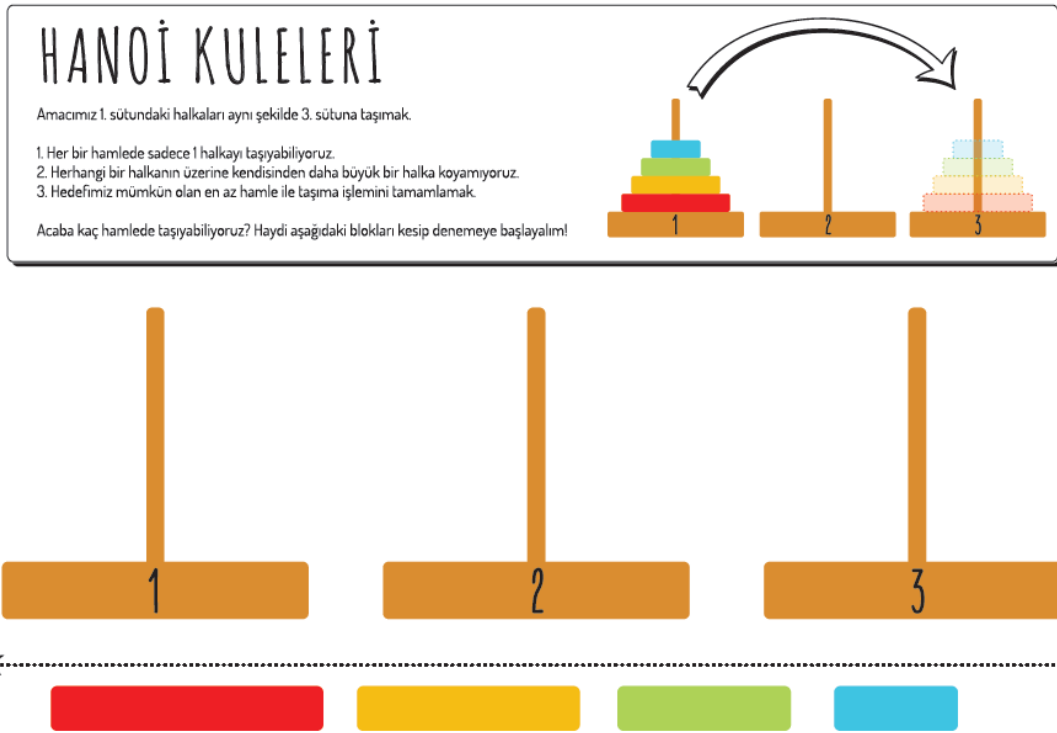 HANOİ KULELERİ
Amacımız 1. sütundaki halkaları aynı şekilde 3. sütuna taşımak.
1. Her bir hamlede sadece 1 halkayı taşıyabiliyoruz.
2. Herhangi bir halkanın üzerine kendisinden daha büyük bir halka koyamıyoruz.
3. Hedefimiz mümkün olan en az hamle ile taşıma işlemini tamamlamak.
Acaba kaç hamlede taşıyabiliyoruz? Haydi aşağıdaki blokları kesip denemeye başlayalım!
1 2 3
1 2 3